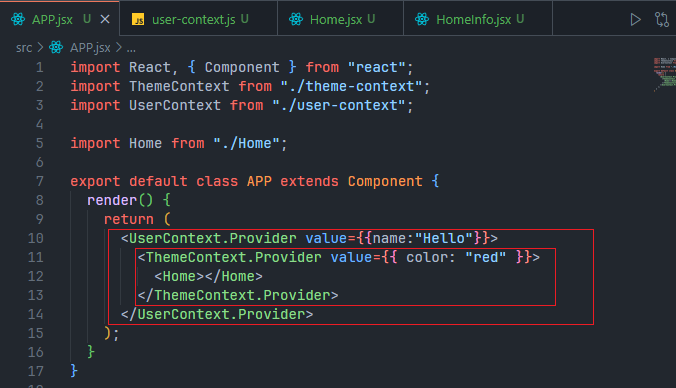 APP.jsx U × JS user-context.js U Home.jsx U HomeInfo.jsx U
src > APP.jsx > ...
1 import React, { Component } from "react";
2 import ThemeContext from "./theme-context";
3 import UserContext from "./user-context";
4
5 import Home from "./Home";
6
7 export default class APP extends Component {
8 render() {
9 return (
10 <UserContext.Provider value={{name:"Hello"}}>
11 <ThemeContext.Provider value={{ color: "red" }}>
12 <Home></Home>
13 </ThemeContext.Provider>
14 </UserContext.Provider>
15 );
16 }
17 }
18